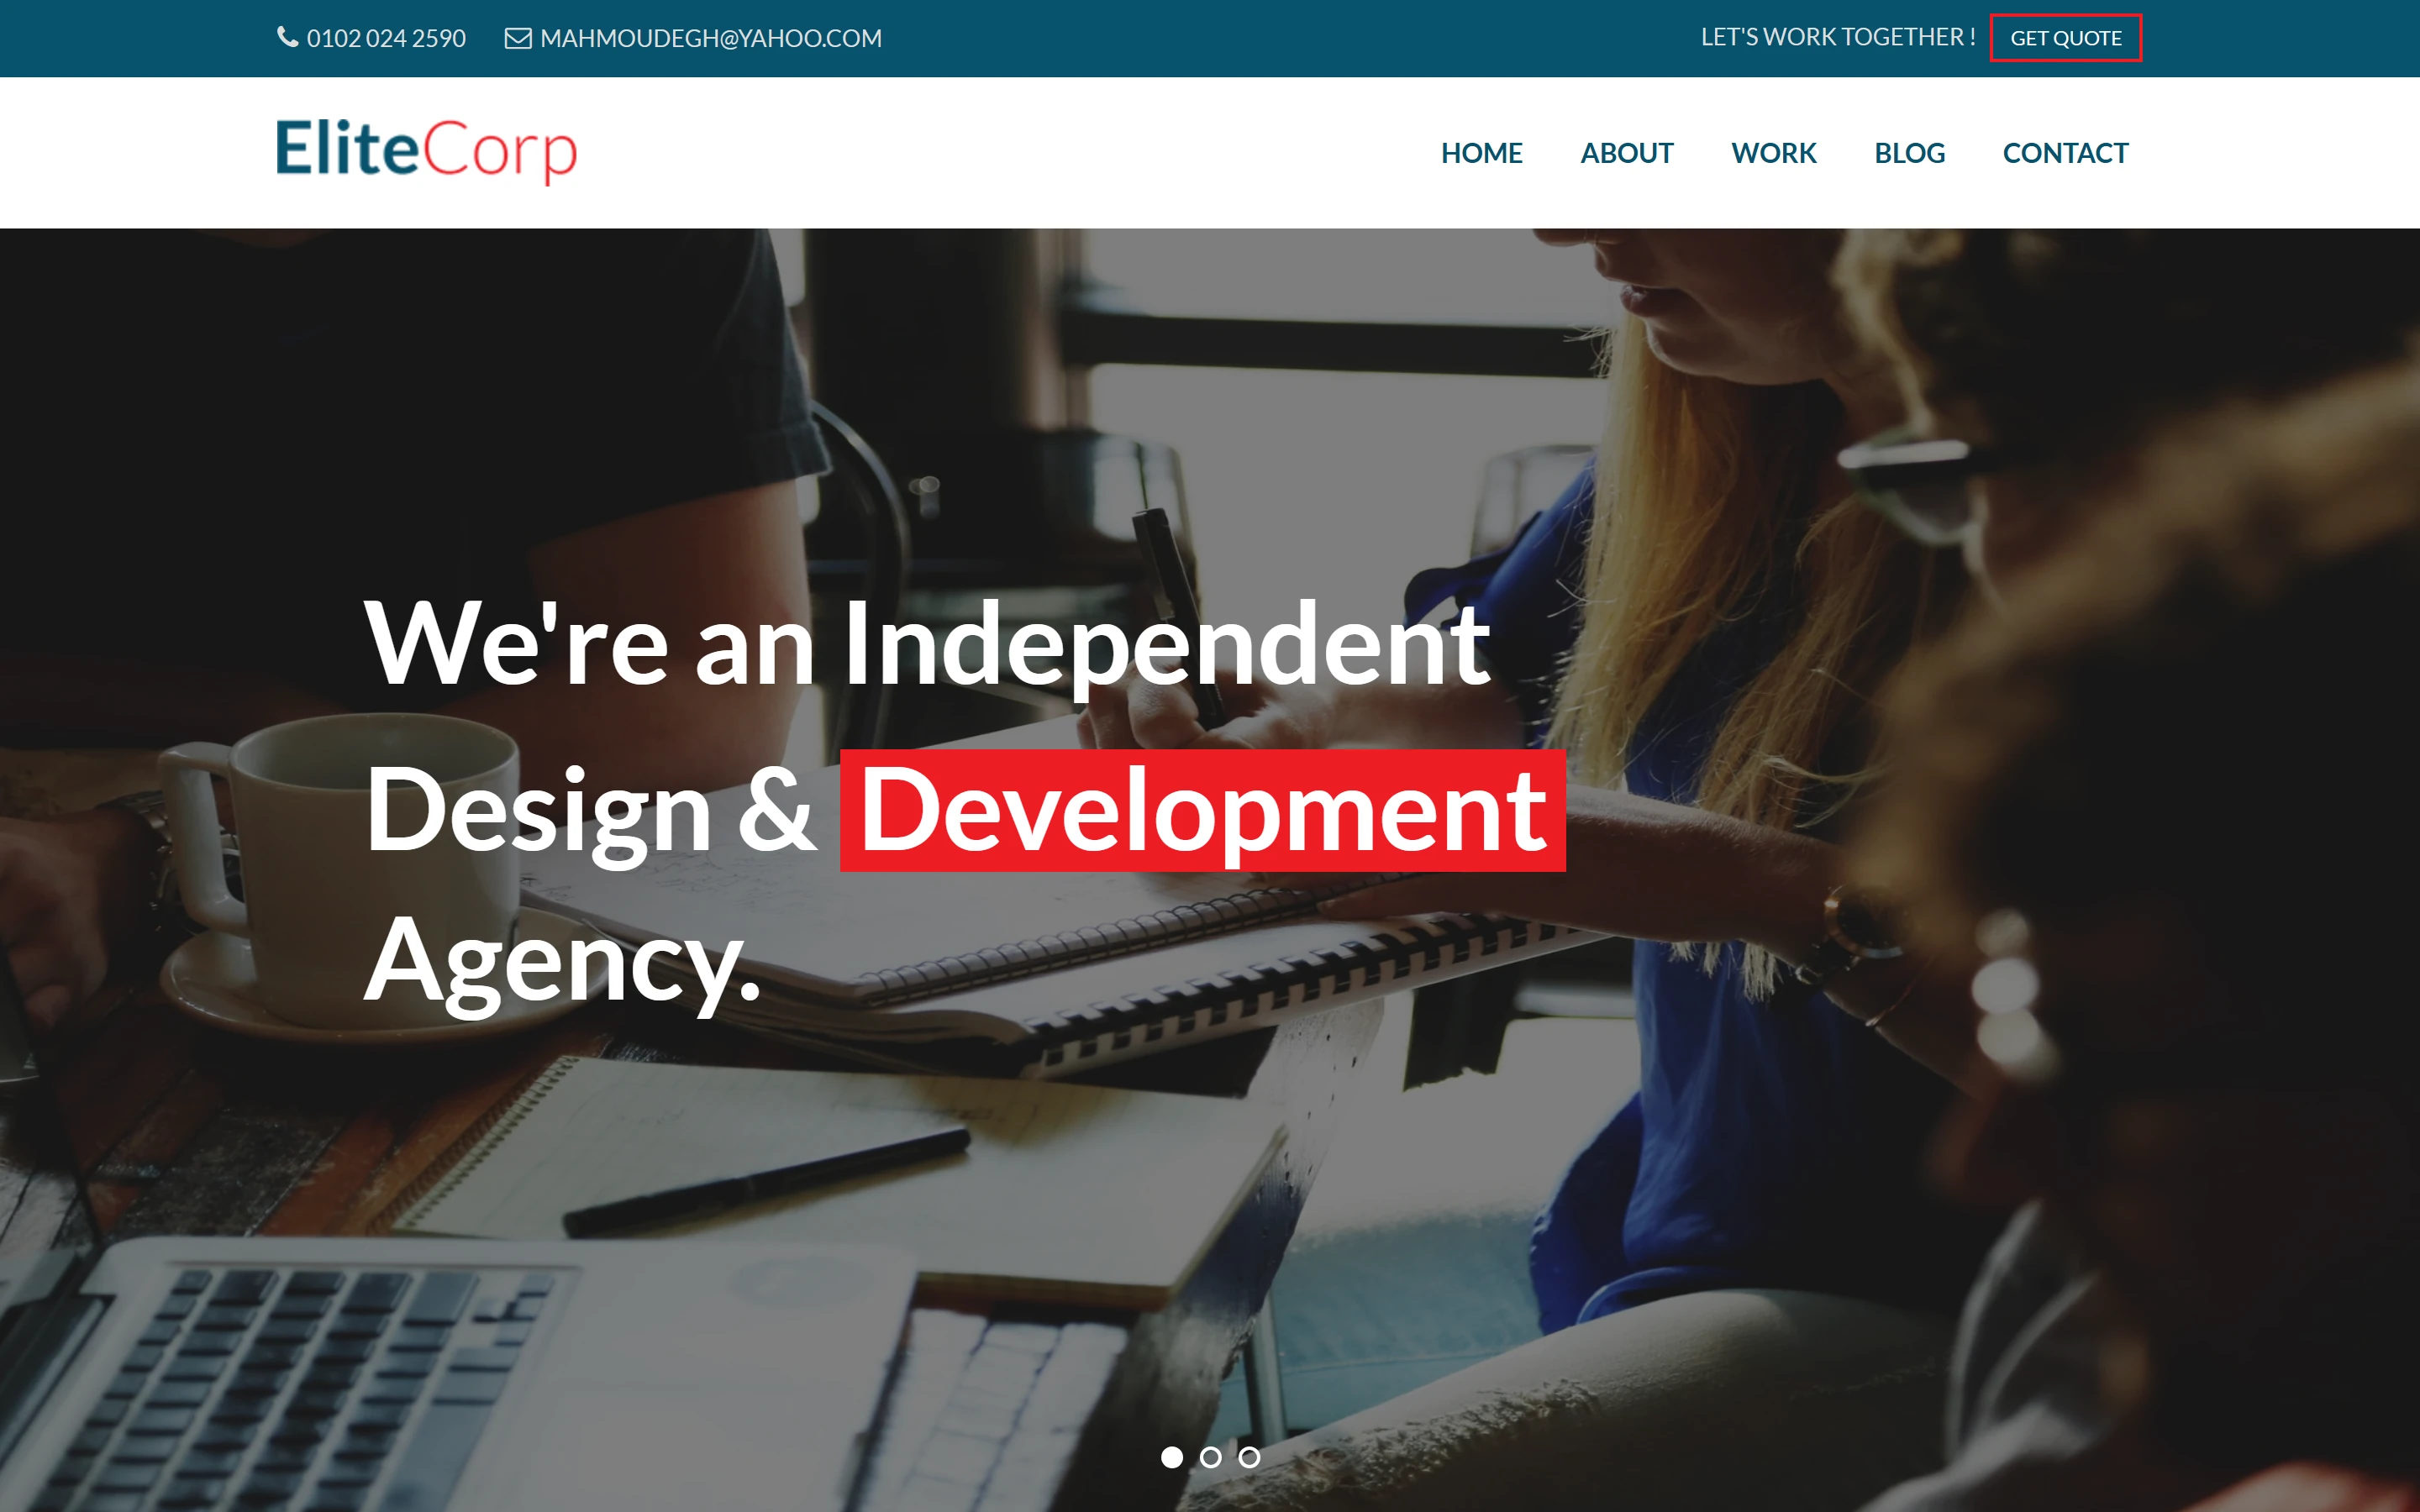 0102 024 2590 MAHMOUDEGH@YAHOO.COM LET'S WORK TOGETHER ! GET QUOTE
EliteCorp HOME ABOUT WORK BLOG CONTACT
We're an Independent
Design & Development
Agency.